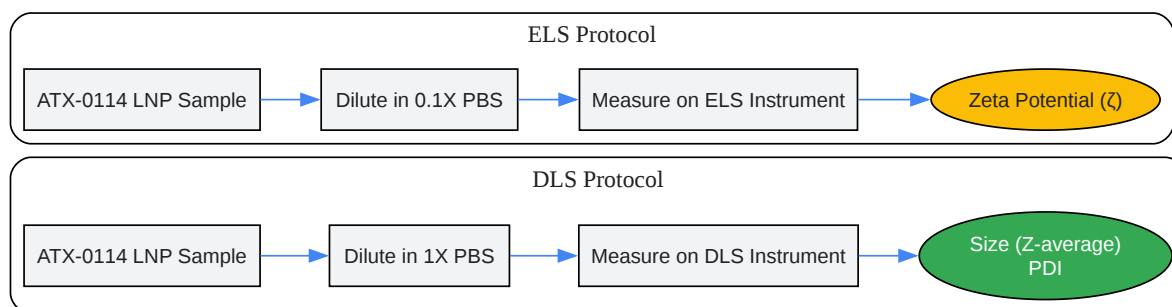 ELS Protocol
ATX-0114 LNP Sample
Dilute in 0.1X PBS
Measure on ELS Instrument
Zeta Potential (ζ)
DLS Protocol
ATX-0114 LNP Sample
Dilute in 1X PBS
Measure on DLS Instrument
Size (Z-average)
PDI